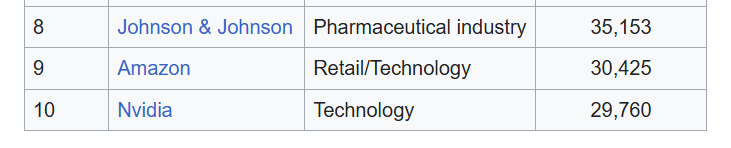 8 Johnson & Johnson Pharmaceutical industry 35,153
9 Amazon Retail/Technology 30,425
10 Nvidia Technology 29,760